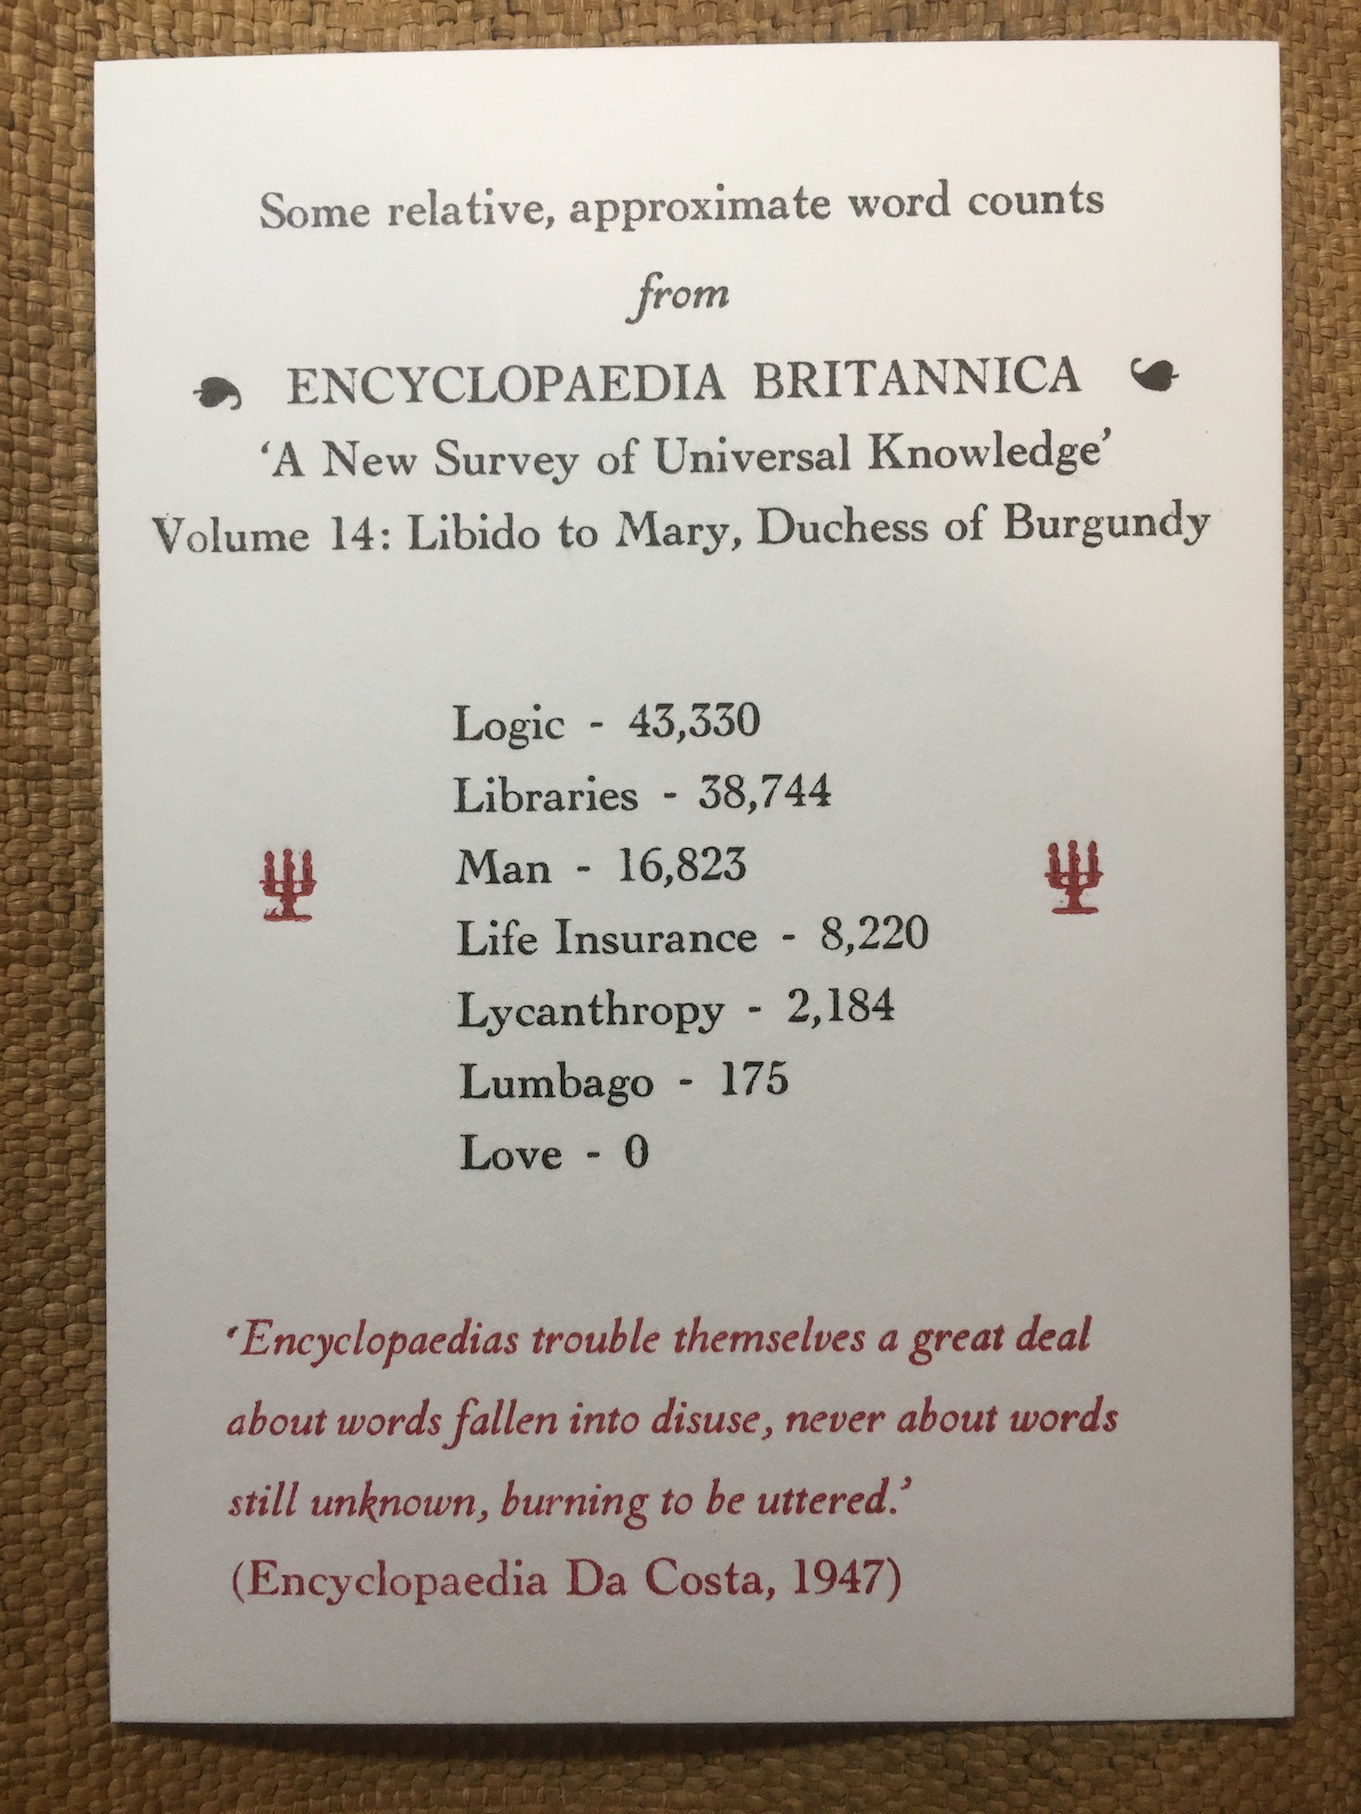 Some relative, approximate word counts
from
ENCYCLOPAEDIA BRITANNICA
‘A New Survey of Universal Knowledge’
Volume 14: Libido to Mary, Duchess of Burgundy
Logic - 43,330
Libraries - 38,744
Man - 16,823
Life Insurance - 8,220
Lycanthropy - 2,184
Lumbago - 175
Love - 0
‘Encyclopaedias trouble themselves a great deal
about words fallen into disuse, never about words
still unknown, burning to be uttered.’
(Encyclopaedia Da Costa, 1947)